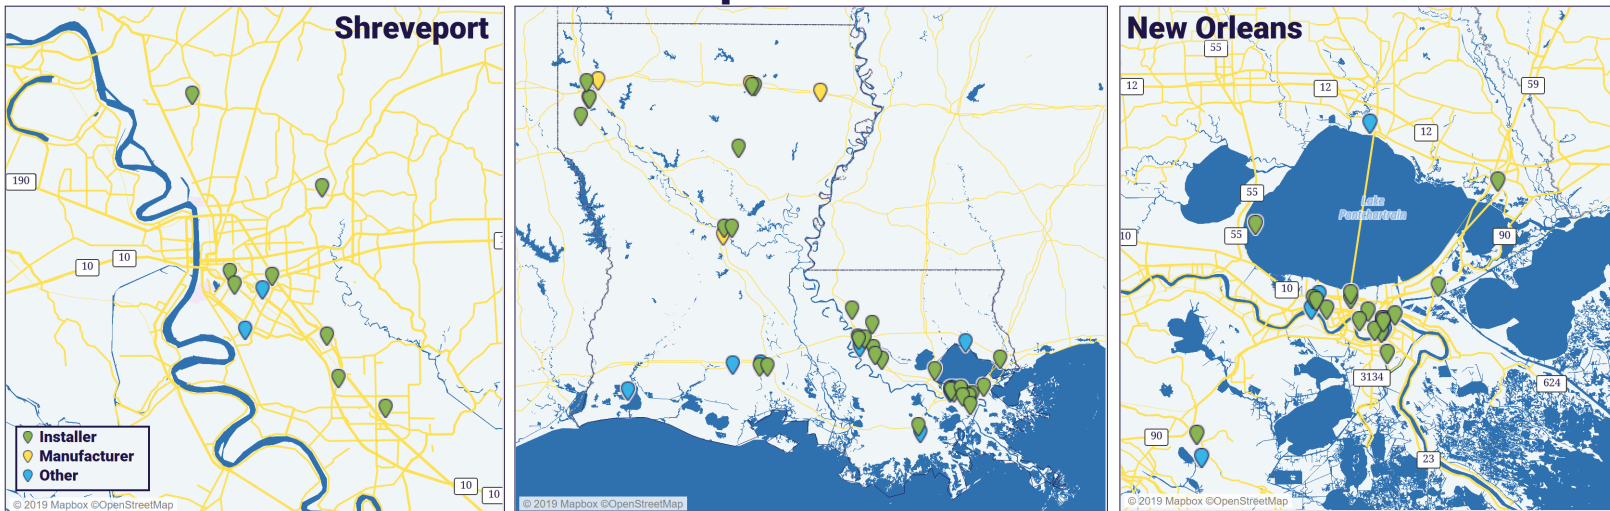 Shreveport
190
10
10
Installer
Manufacturer
Other
10
10
© 2019 Mapbox ©OpenStreetMap
© 2019 Mapbox ©OpenStreetMap
New Orleans
55
12
12
59
12
55
Lake
Pontchartrain
55
10
90
10
3134
624
90
23
© 2019 Mapbox ©OpenStreetMap